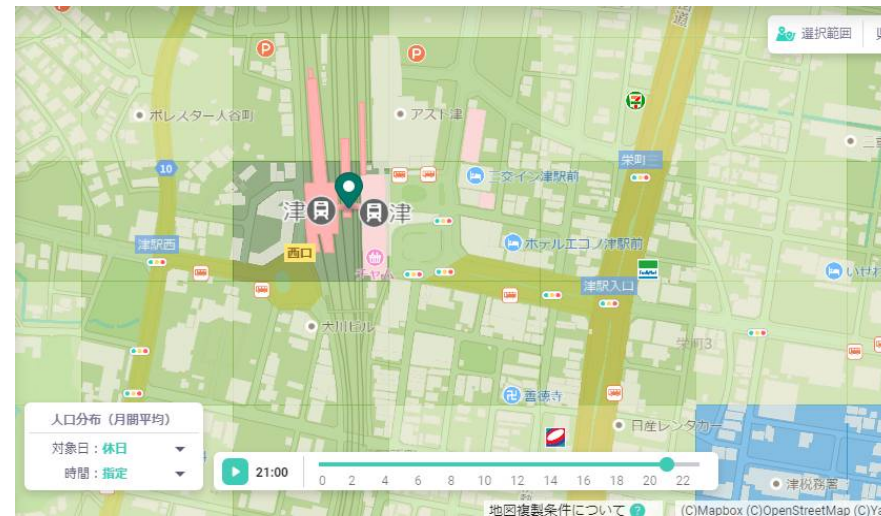 選択範囲
P
P
ポレスター人谷町
アスト津
栄町二
10
三交イン津駅前
津
津
津駅西
西口
ホテルエコノ津駅前
チャム
FamilyMart
津駅入口
大川ビル
栄町3
善徳寺
日産レンタカー
人口分布（月間平均）
対象日：休日
時間：指定
21:00
0 2 4 6 8 10 12 14 16 18 20 22
津税務署
地図複製条件について ?
(C)Mapbox (C)OpenStreetMap (C)Ya